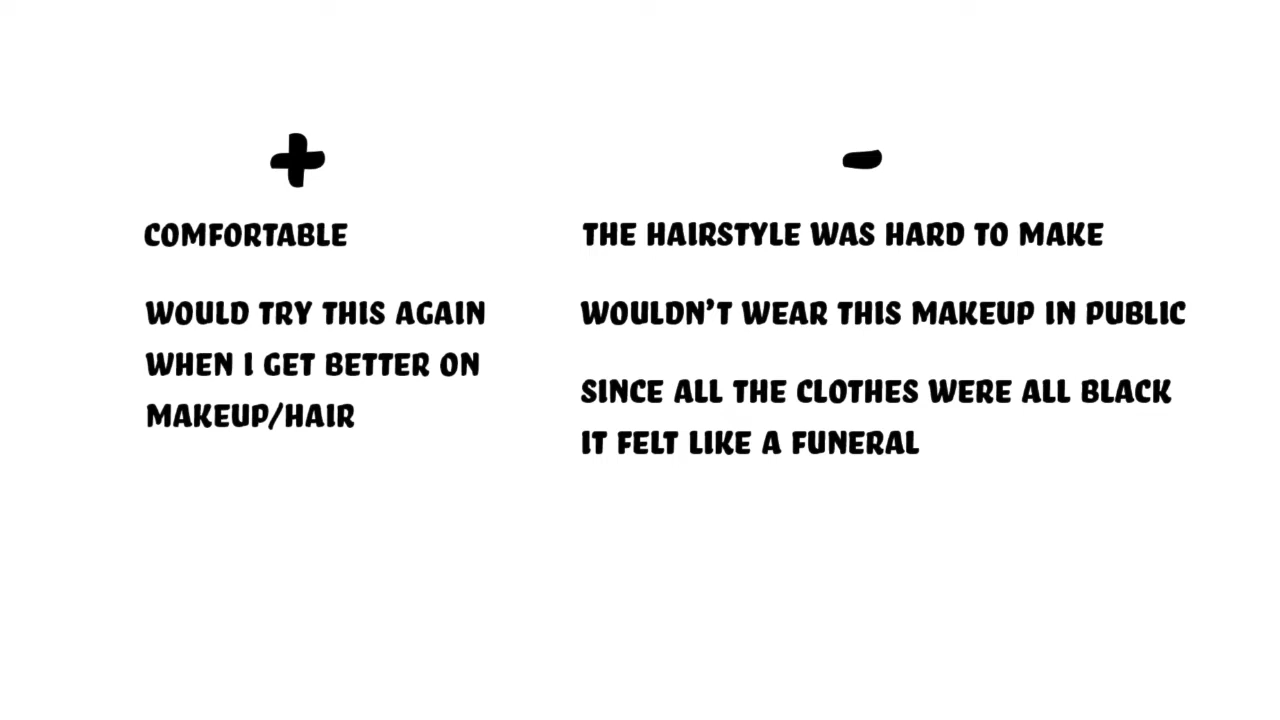 +
COMFORTABLE
WOULD TRY THIS AGAIN
WHEN I GET BETTER ON
MAKEUP/HAIR
-
THE HAIRSTYLE WAS HARD TO MAKE
WOULDN'T WEAR THIS MAKEUP IN PUBLIC
SINCE ALL THE CLOTHES WERE ALL BLACK
IT FELT LIKE A FUNERAL